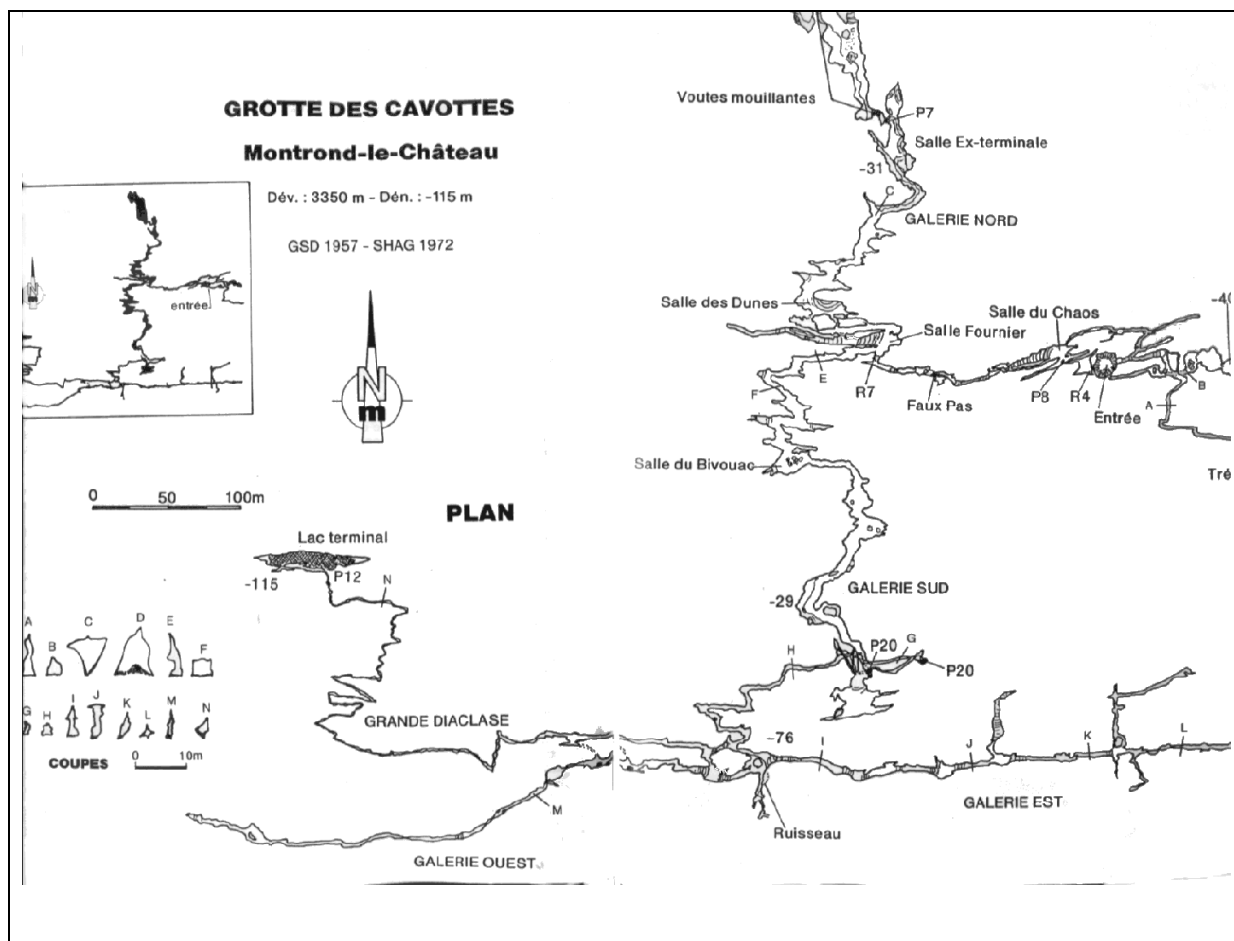 GROTTE DES CAVOTTES
Montrond-le-Château
Dév. : 3350 m - Dén. : -115 m
GSD 1957 - SHAG 1972
entrée
N
N
m
0 50 100m
PLAN
Lac terminal
-115
P12
N
A B C D E F
G H I J K L M N
COUPES 0 10m
GRANDE DIACLASE
M
GALERIE OUEST
Voutes mouillantes
P7
Salle Ex-terminale
-31
C
GALERIE NORD
Salle des Dunes
Salle Fournier
Salle du Chaos
-40
E
R7
Faux Pas
P8
R4
Entrée
B
A
F
Salle du Bivouac
Tré
GALERIE SUD
-29
P20
G
P20
H
-76
I
J
K
L
GALERIE EST
Ruisseau